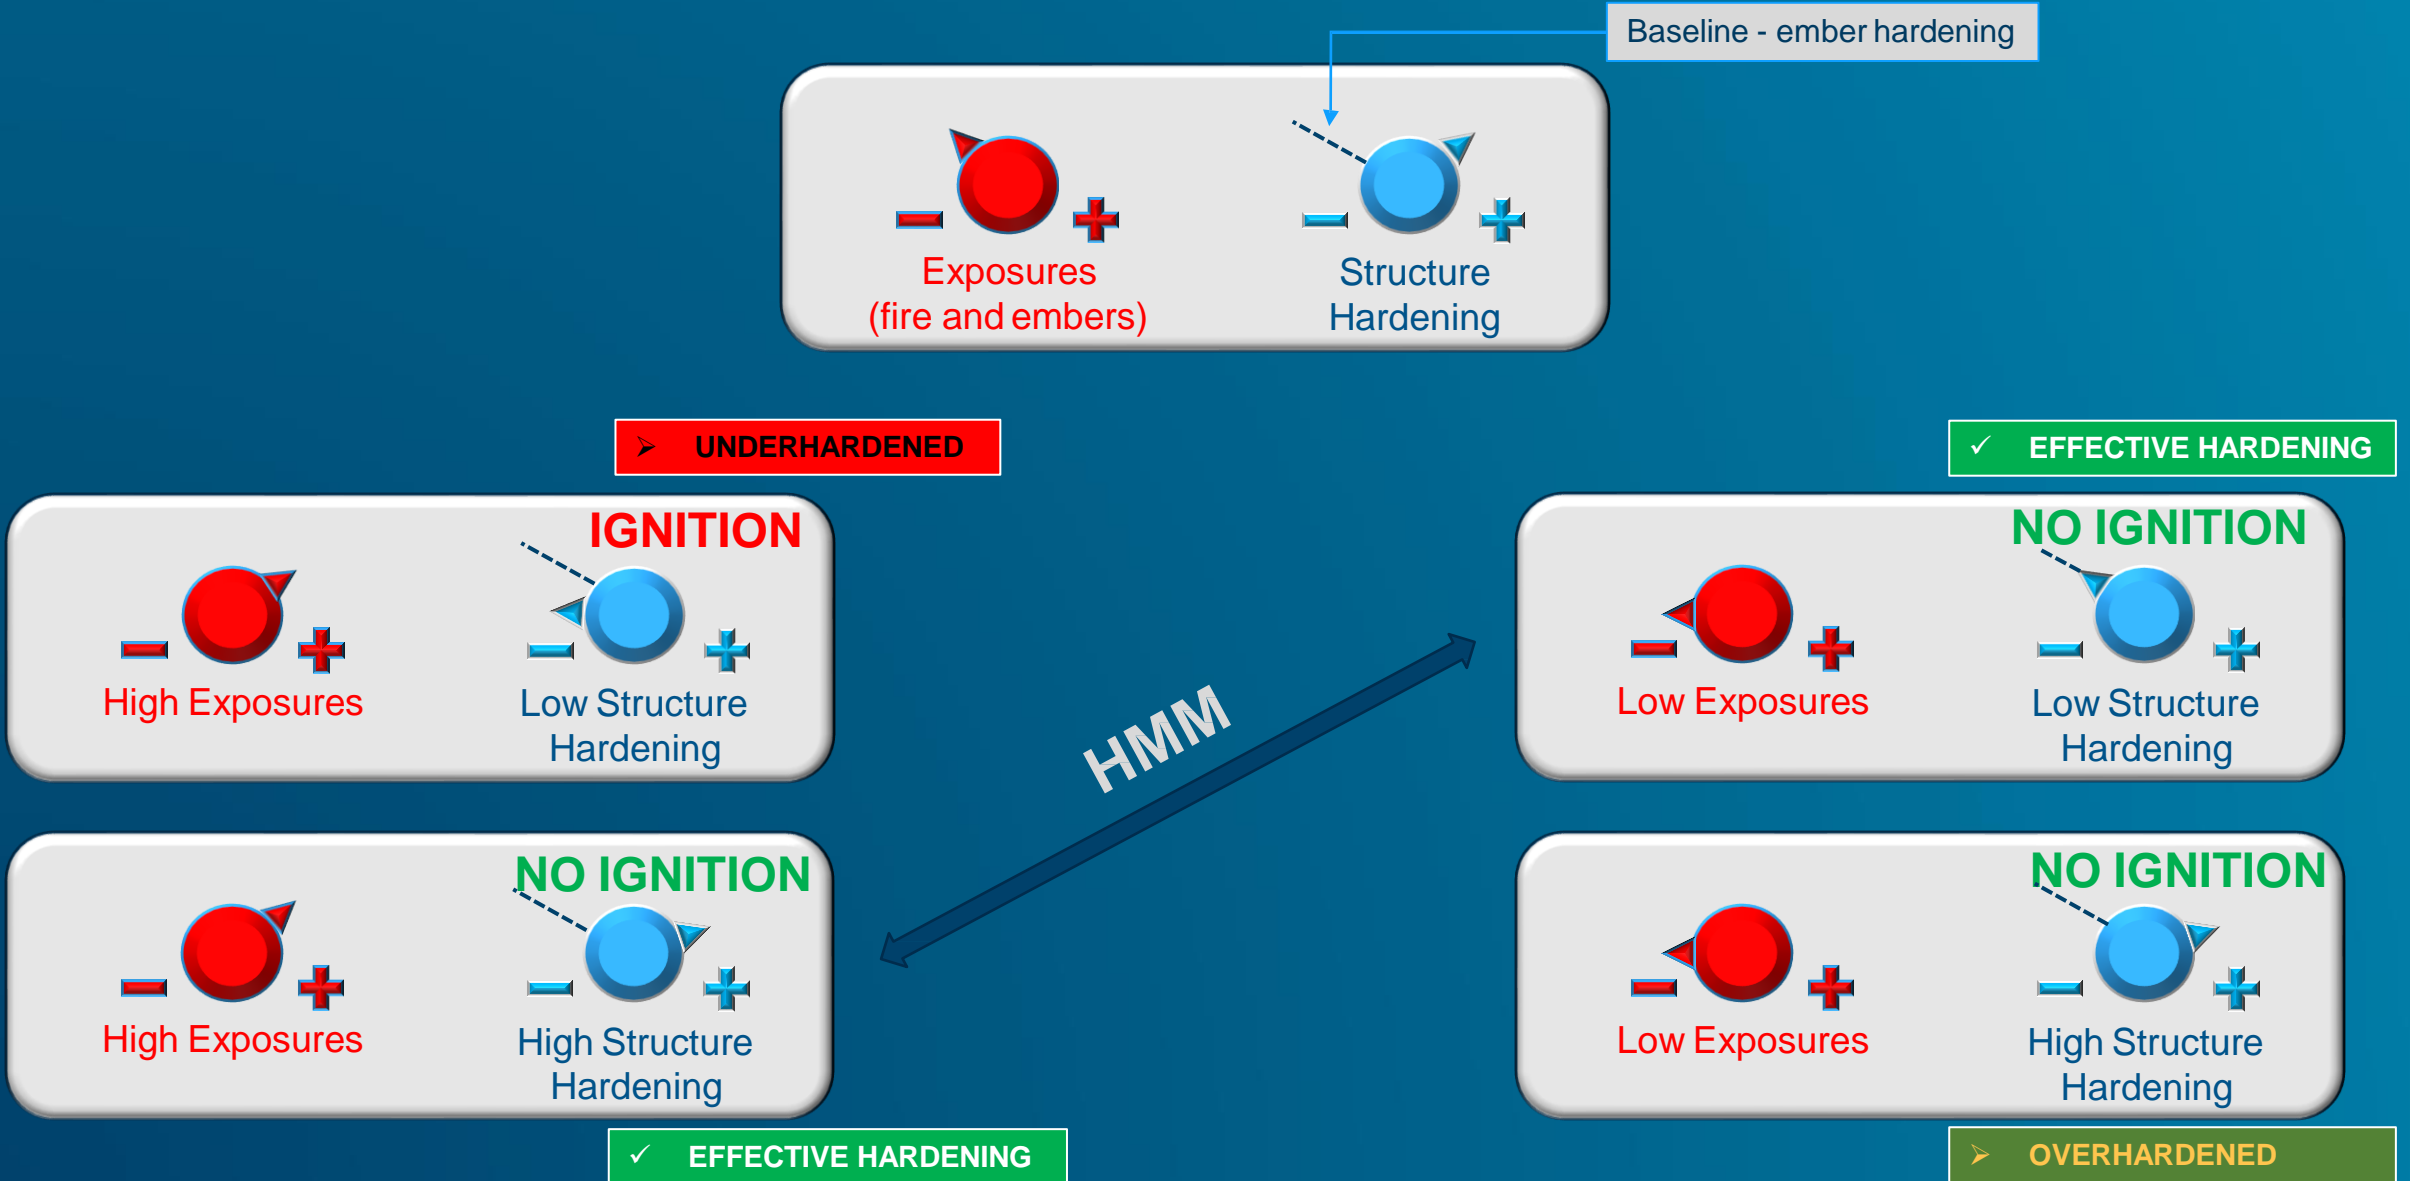 Baseline - ember hardening
Exposures
(fire and embers)
Structure
Hardening
➢ UNDERHARDENED
✓ EFFECTIVE HARDENING
IGNITION
High Exposures
Low Structure
Hardening
NO IGNITION
Low Exposures
Low Structure
Hardening
HMM
NO IGNITION
High Exposures
High Structure
Hardening
NO IGNITION
Low Exposures
High Structure
Hardening
✓ EFFECTIVE HARDENING
➢ OVERHARDENED